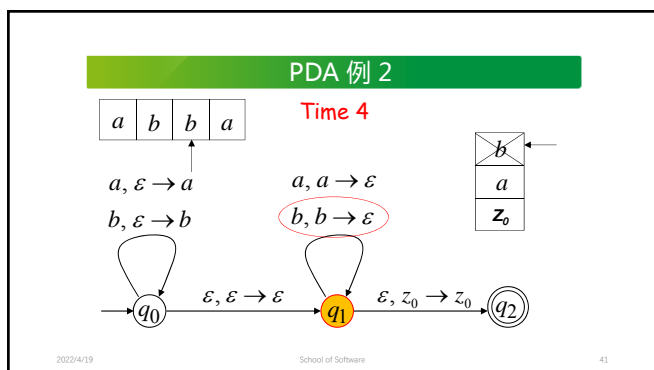 PDA 例 2
Time 4
a b b a
b
a
z₀
a, ε → a
b, ε → b
a, a → ε
b, b → ε
ε, ε → ε
ε, z₀ → z₀
q₀
q₁
q₂
2022/4/19
School of Software
41